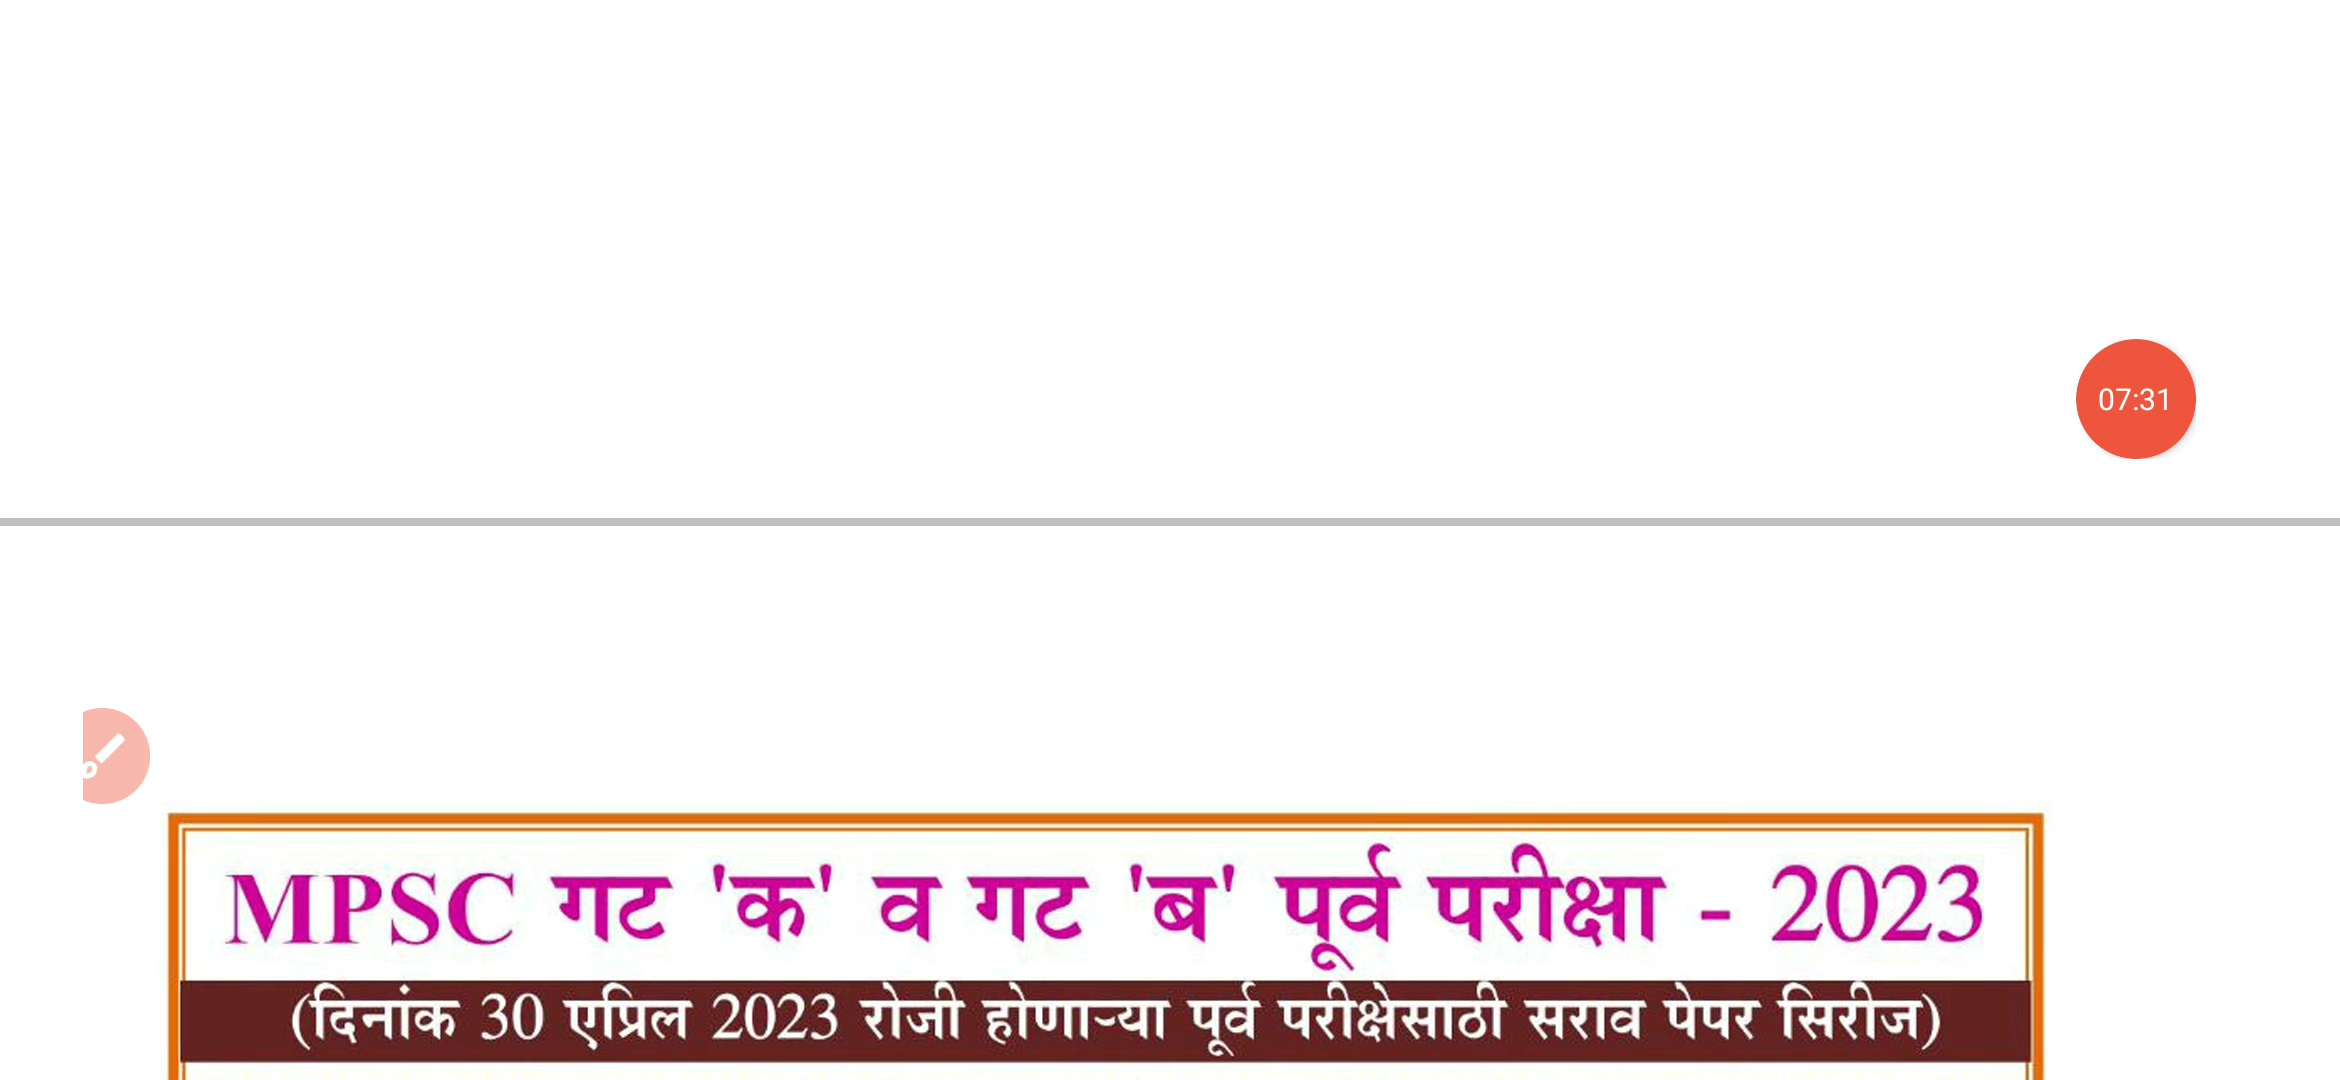 07:31
MPSC गट 'क' व गट 'ब' पूर्व परीक्षा - 2023
(दिनांक 30 एप्रिल 2023 रोजी होणाऱ्या पूर्व परीक्षेसाठी सराव पेपर सिरीज)